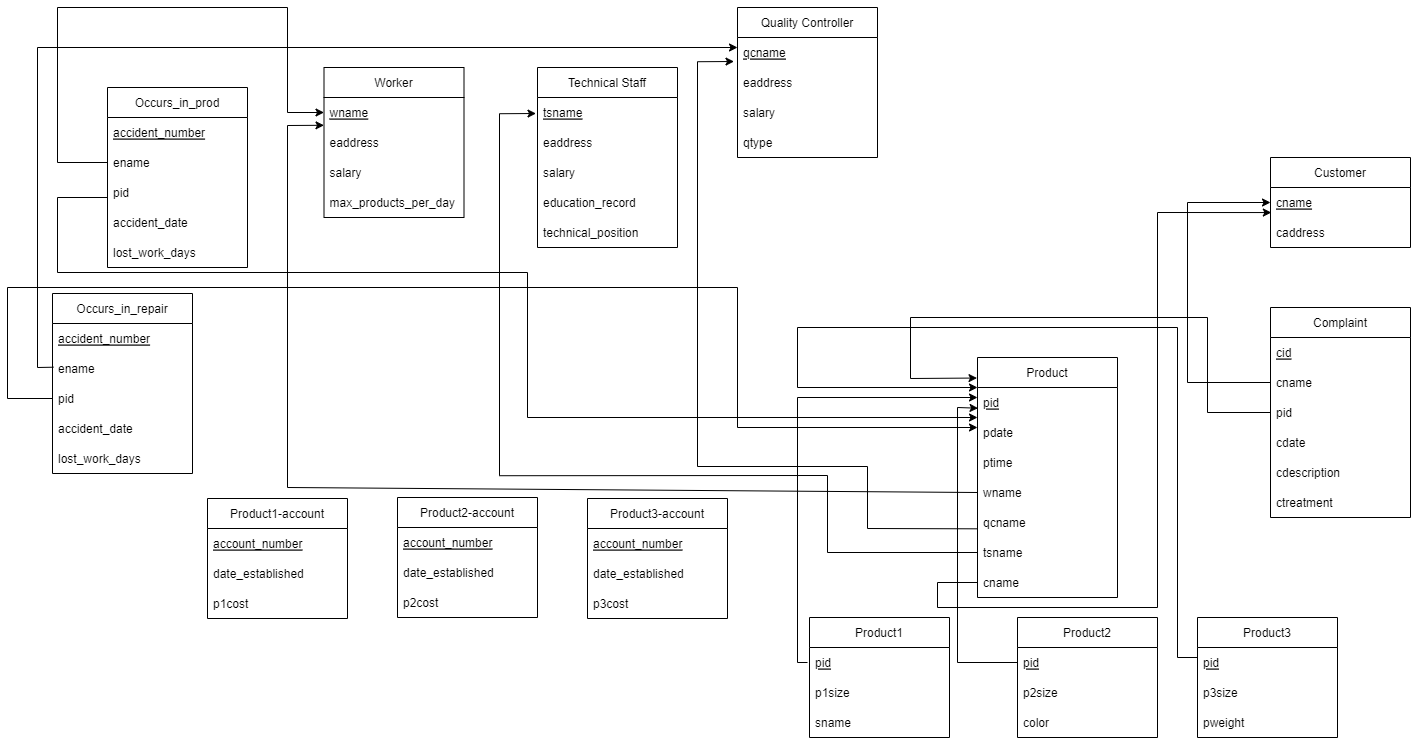 Quality Controller
qcname
eaddress
salary
qtype
Worker
wname
eaddress
salary
max_products_per_day
Technical Staff
tsname
eaddress
salary
education_record
technical_position
Occurs_in_prod
accident_number
ename
pid
accident_date
lost_work_days
Customer
cname
caddress
Occurs_in_repair
accident_number
ename
pid
accident_date
lost_work_days
Complaint
cid
cname
pid
cdate
cdescription
ctreatment
Product
pid
pdate
ptime
wname
qcname
tsname
cname
Product1-account
account_number
date_established
p1cost
Product2-account
account_number
date_established
p2cost
Product3-account
account_number
date_established
p3cost
Product1
pid
p1size
sname
Product2
pid
p2size
color
Product3
pid
p3size
pweight